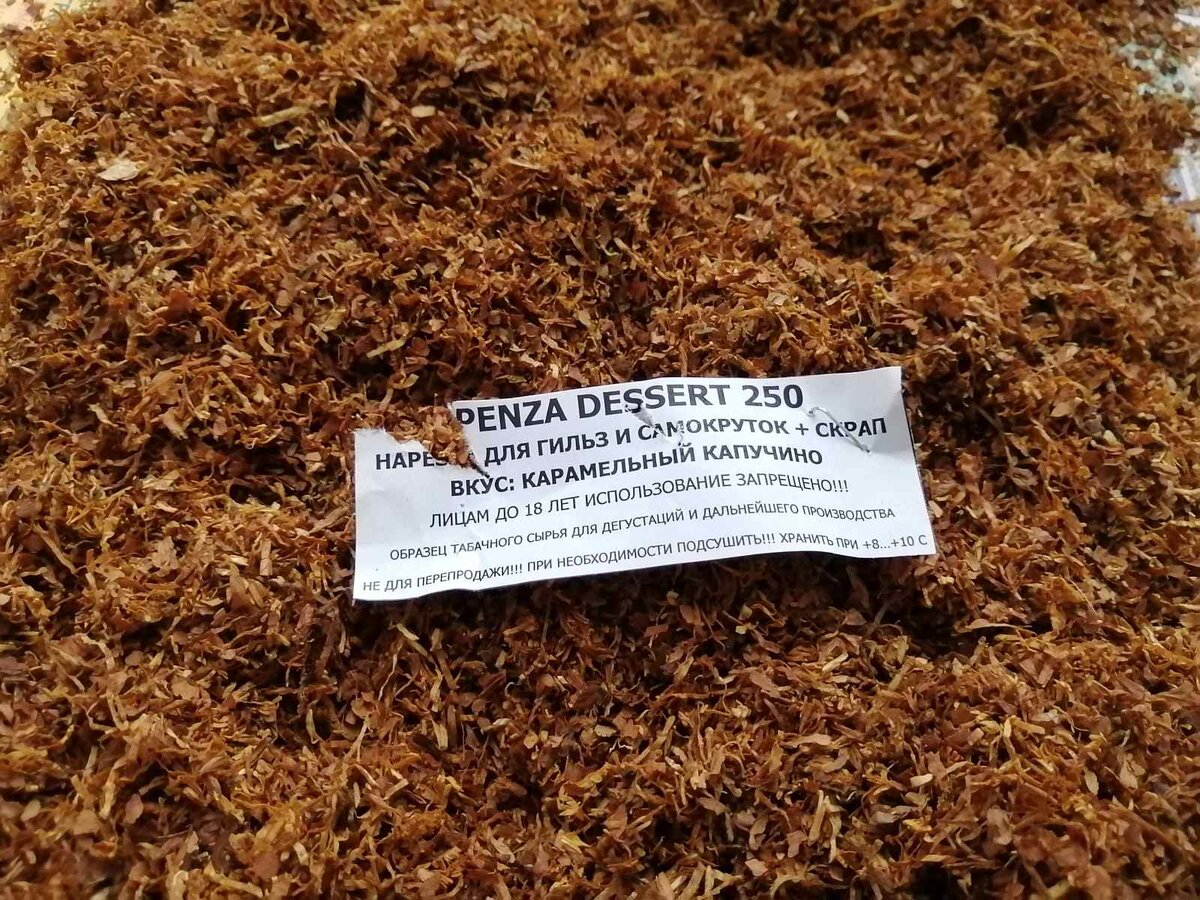 PENZA DESSERT 250
ДЛЯ ГИЛЬЗ И САМОКРУТОК + СКРАП
ВКУС: КАРАМЕЛЬНЫЙ КАПУЧИНО
ЛИЦАМ ДО 18 ЛЕТ ИСПОЛЬЗОВАНИЕ ЗАПРЕЩЕНО!!!
ОБРАЗЕЦ ТАБАЧНОГО СЫРЬЯ ДЛЯ ДЕГУСТАЦИЙ И ДАЛЬНЕЙШЕГО ПРОИЗВОДСТВА
НЕ ДЛЯ ПЕРЕПРОДАЖИ!!! ПРИ НЕОБХОДИМОСТИ ПОДСУШИТЬ!!! ХРАНИТЬ ПРИ +8...+10 С